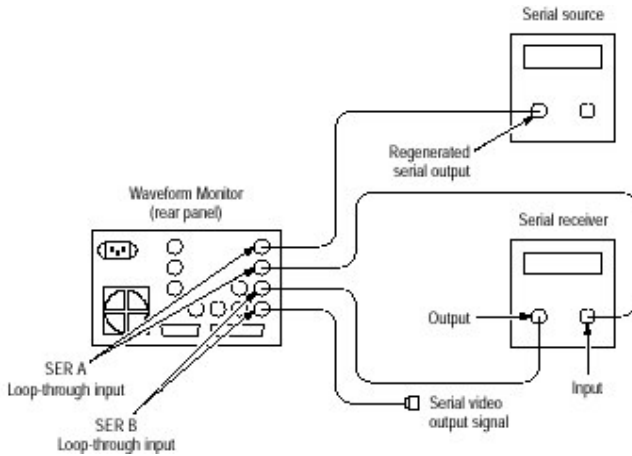 Serial source
Regenerated
serial output
Waveform Monitor
(rear panel)
Serial receiver
Output
Input
SER A
Loop-through input
Serial video
output signal
SER B
Loop-through input